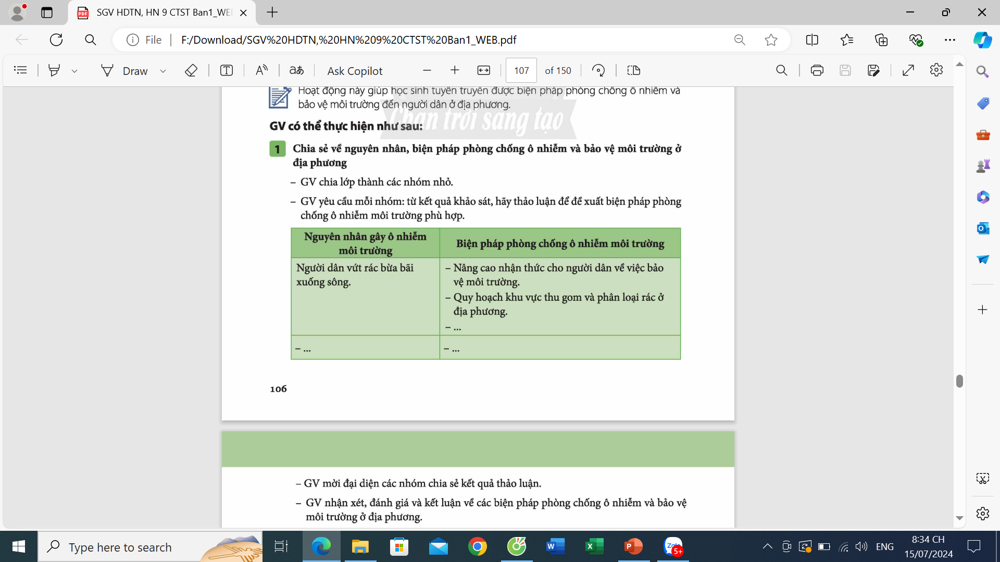 SGV HDTN, HN 9 CTST Ban1_WEB
File
F:/Download/SGV%20HDTN,%20HN%209%20CTST%20Ban1_WEB.pdf
Draw
Ask Copilot
107 of 150
Hoạt động này giúp học sinh tuyên truyền được biện pháp phòng chống ô nhiễm và
bảo vệ môi trường đến người dân ở địa phương.
Chân trời sáng tạo
GV có thể thực hiện như sau:
1 Chia sẻ về nguyên nhân, biện pháp phòng chống ô nhiễm và bảo vệ môi trường ở
địa phương
– GV chia lớp thành các nhóm nhỏ.
– GV yêu cầu mỗi nhóm: từ kết quả khảo sát, hãy thảo luận để đề xuất biện pháp phòng
chống ô nhiễm môi trường phù hợp.
Nguyên nhân gây ô nhiễm
môi trường
Biện pháp phòng chống ô nhiễm môi trường
Người dân vứt rác bừa bãi
xuống sông.
– Nâng cao nhận thức cho người dân về việc bảo
vệ môi trường.
– Quy hoạch khu vực thu gom và phân loại rác ở
địa phương.
– ...
– ...
– ...
106
– GV mời đại diện các nhóm chia sẻ kết quả thảo luận.
– GV nhận xét, đánh giá và kết luận về các biện pháp phòng chống ô nhiễm và bảo vệ
môi trường ở địa phương.
Type here to search
Zalo
5+
ENG
8:34 CH
15/07/2024